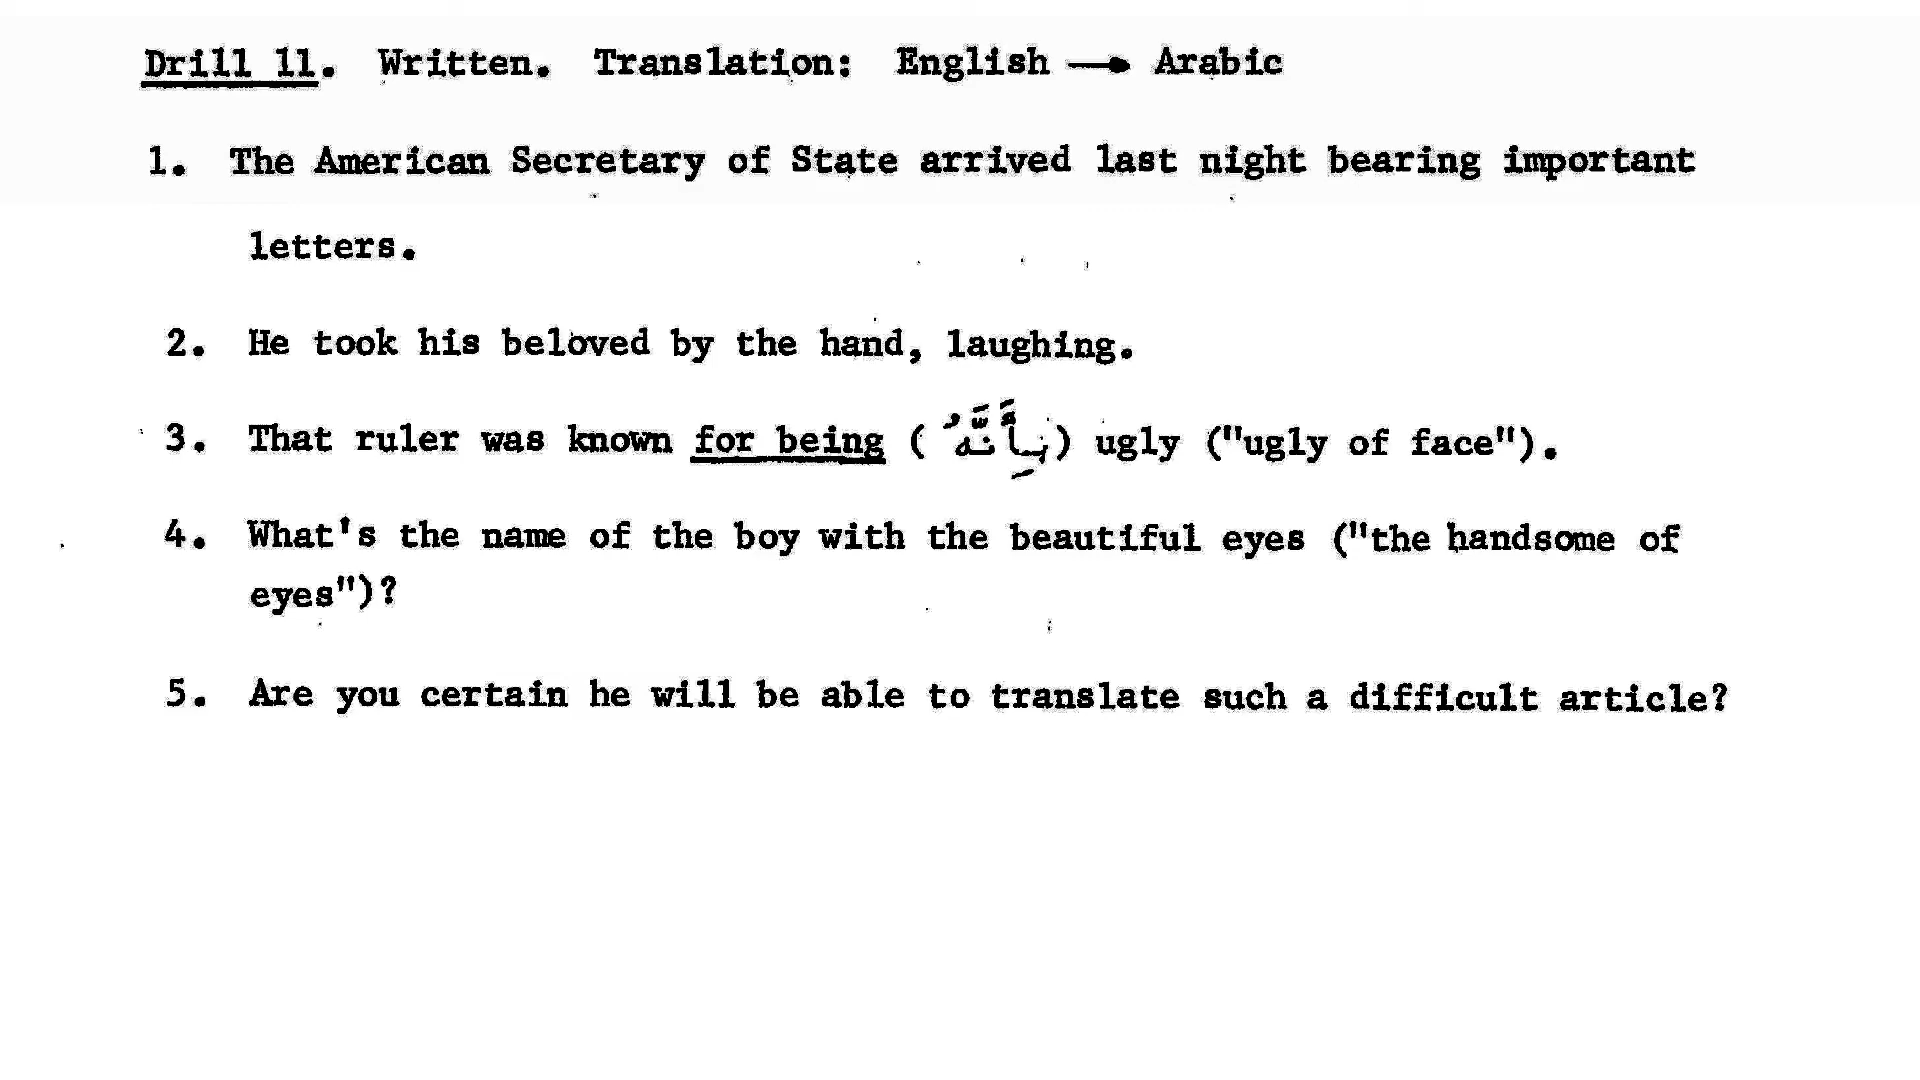 Drill 11. Written. Translation: English → Arabic
1. The American Secretary of State arrived last night bearing important
letters.
2. He took his beloved by the hand, laughing.
3. That ruler was known for being (بِأَنَّهُ) ugly ("ugly of face").
4. What's the name of the boy with the beautiful eyes ("the handsome of
eyes")?
5. Are you certain he will be able to translate such a difficult article?